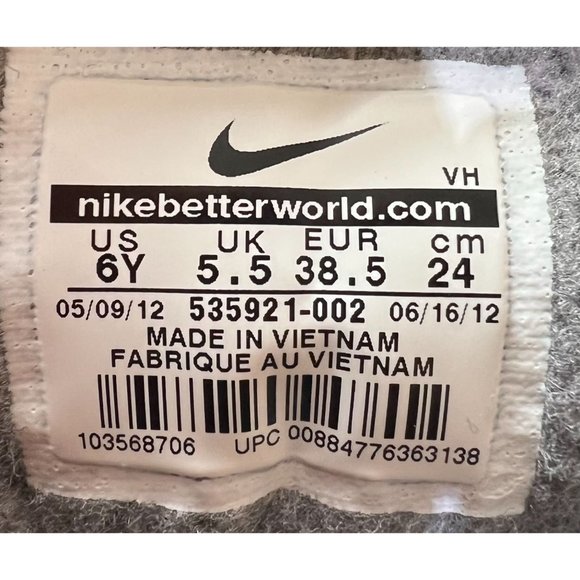 VH
nikebetterworld.com
US UK EUR cm
6Y 5.5 38.5 24
05/09/12 535921-002 06/16/12
MADE IN VIETNAM
FABRIQUE AU VIETNAM
103568706 UPC 00884776363138